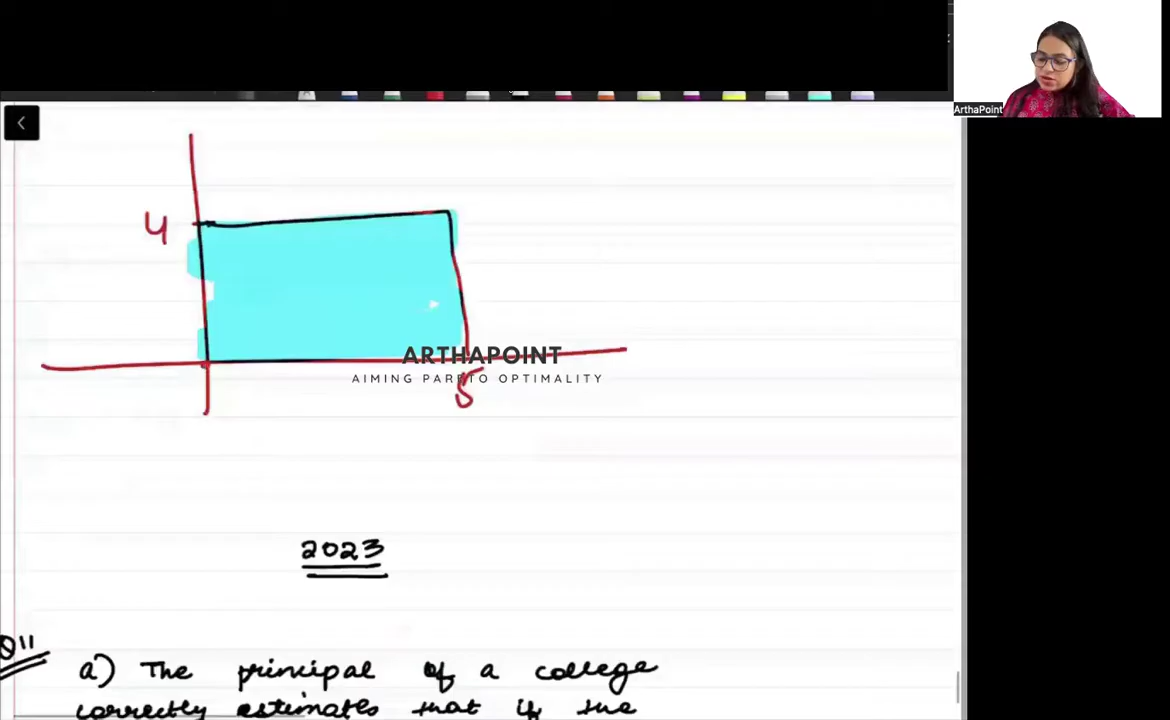 ArthaPoint
4
ARTHAPOINT
AIMING PARETO OPTIMALITY
5
2023
Q11
a) The principal of a college
correctly estimates that if the